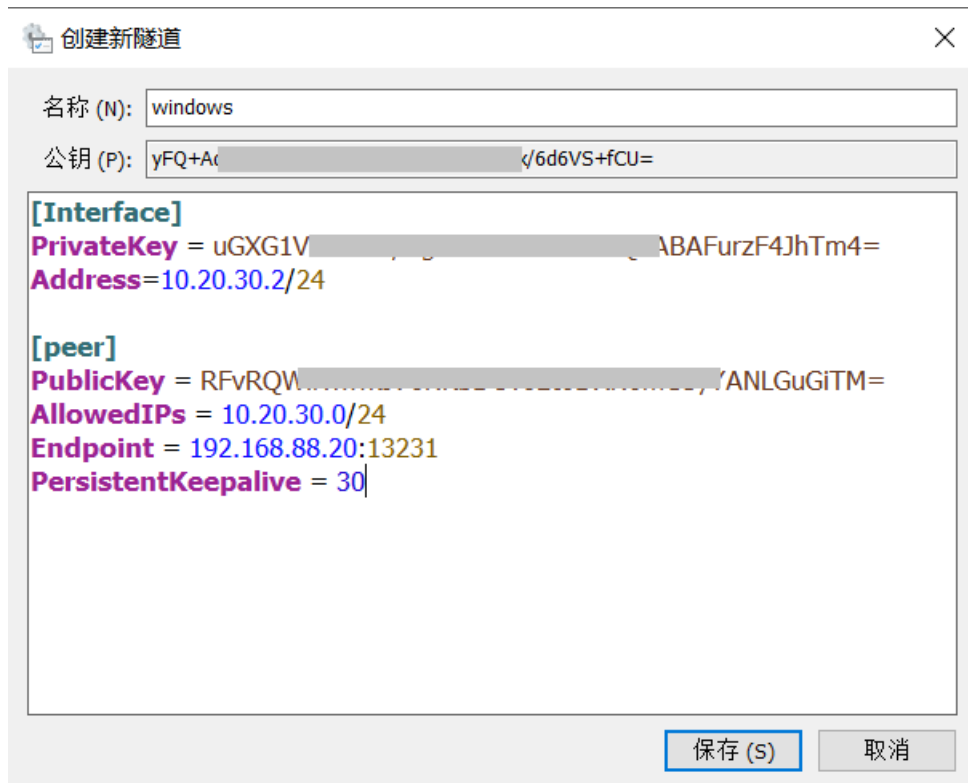 创建新隧道
名称 (N): windows
公钥 (P): yFQ+A /6d6VS+fCU=
[Interface]
PrivateKey = uGXG1V ABAFurzF4JhTm4=
Address=10.20.30.2/24
[peer]
PublicKey = RFvRQW YANLGuGiTM=
AllowedIPs = 10.20.30.0/24
Endpoint = 192.168.88.20:13231
PersistentKeepalive = 30
保存 (S) 取消